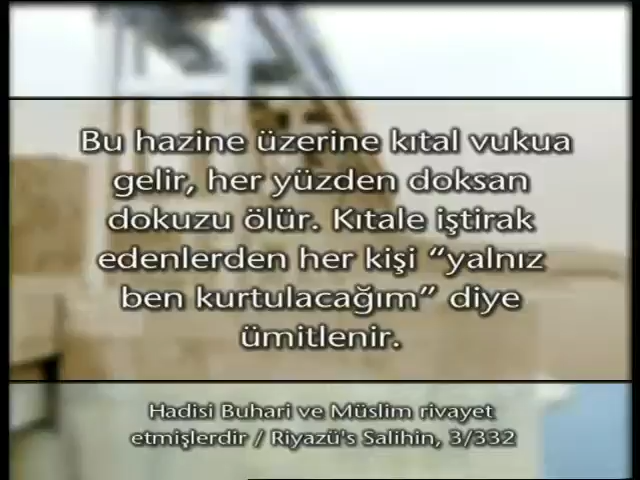 Bu hazine üzerine kıtal vukua
gelir, her yüzden doksan
dokuzu ölür. Kıtale iştirak
edenlerden her kişi “yalnız
ben kurtulacağım” diye
ümitlenir.
Hadisi Buhari ve Müslim rivayet
etmişlerdir / Riyazü's Salihin, 3/332